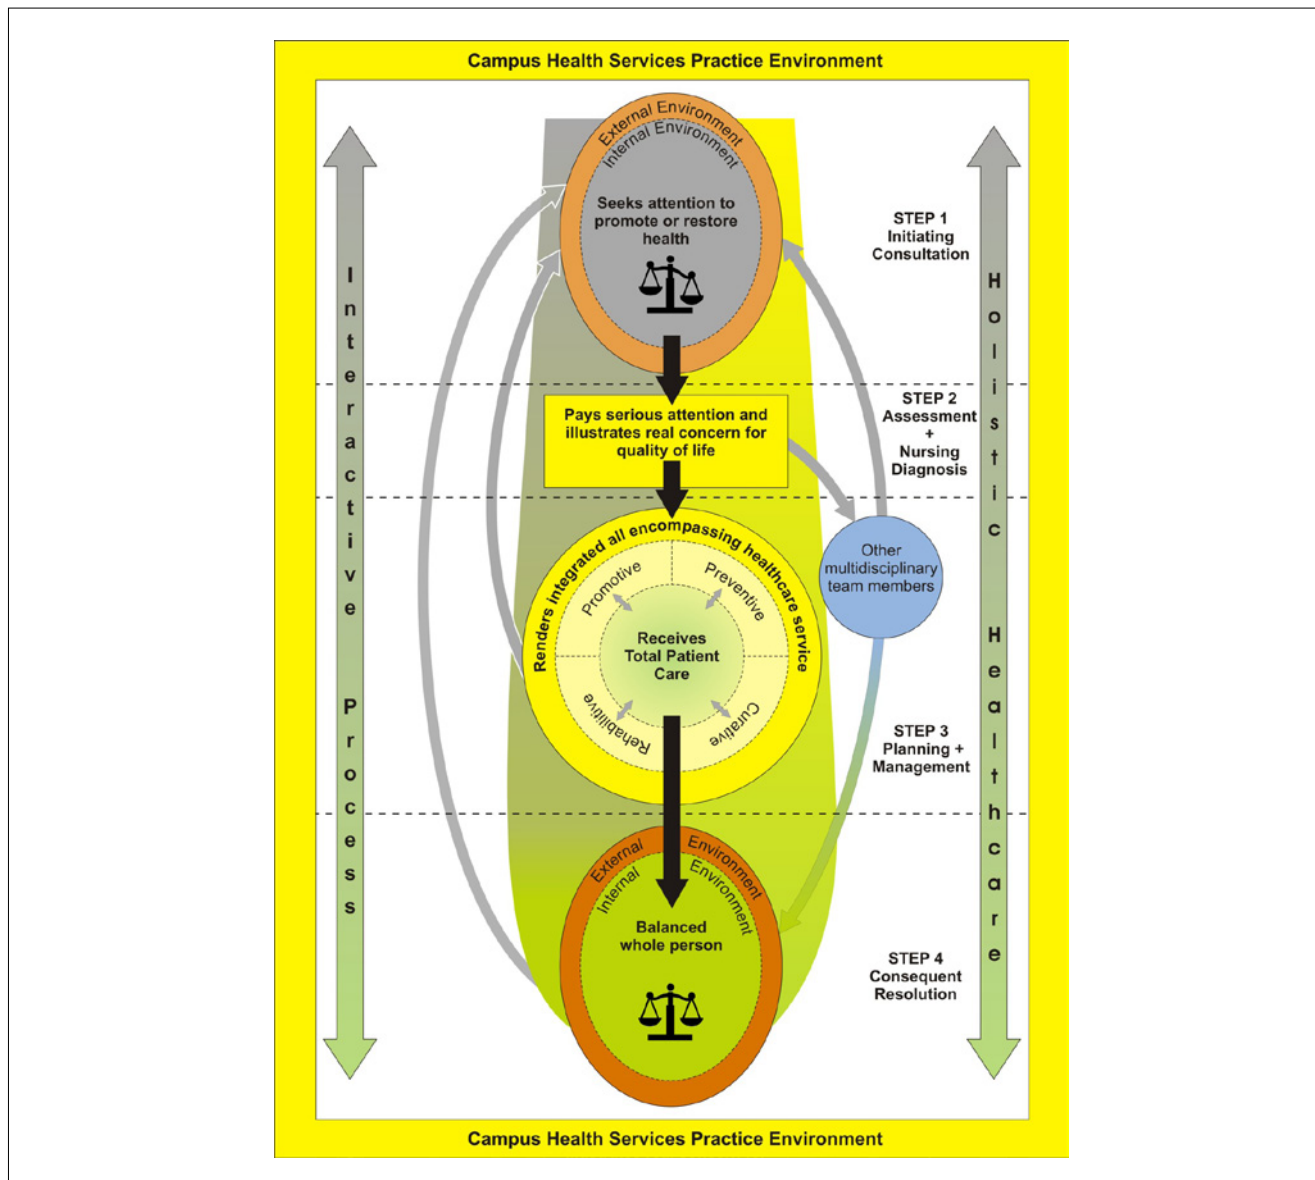 Campus Health Services Practice Environment
External Environment
Internal Environment
Seeks attention to
promote or restore
health
STEP 1
Initiating
Consultation
Interactive Process
Holistic Healthcare
Pays serious attention and
illustrates real concern for
quality of life
STEP 2
Assessment
+
Nursing
Diagnosis
Other
multidisciplinary
team members
Renders integrated all encompassing healthcare service
Promotive
Preventive
Receives
Total Patient
Care
Rehabilitive
Curative
STEP 3
Planning +
Management
External Environment
Internal Environment
Balanced
whole person
STEP 4
Consequent
Resolution
Campus Health Services Practice Environment